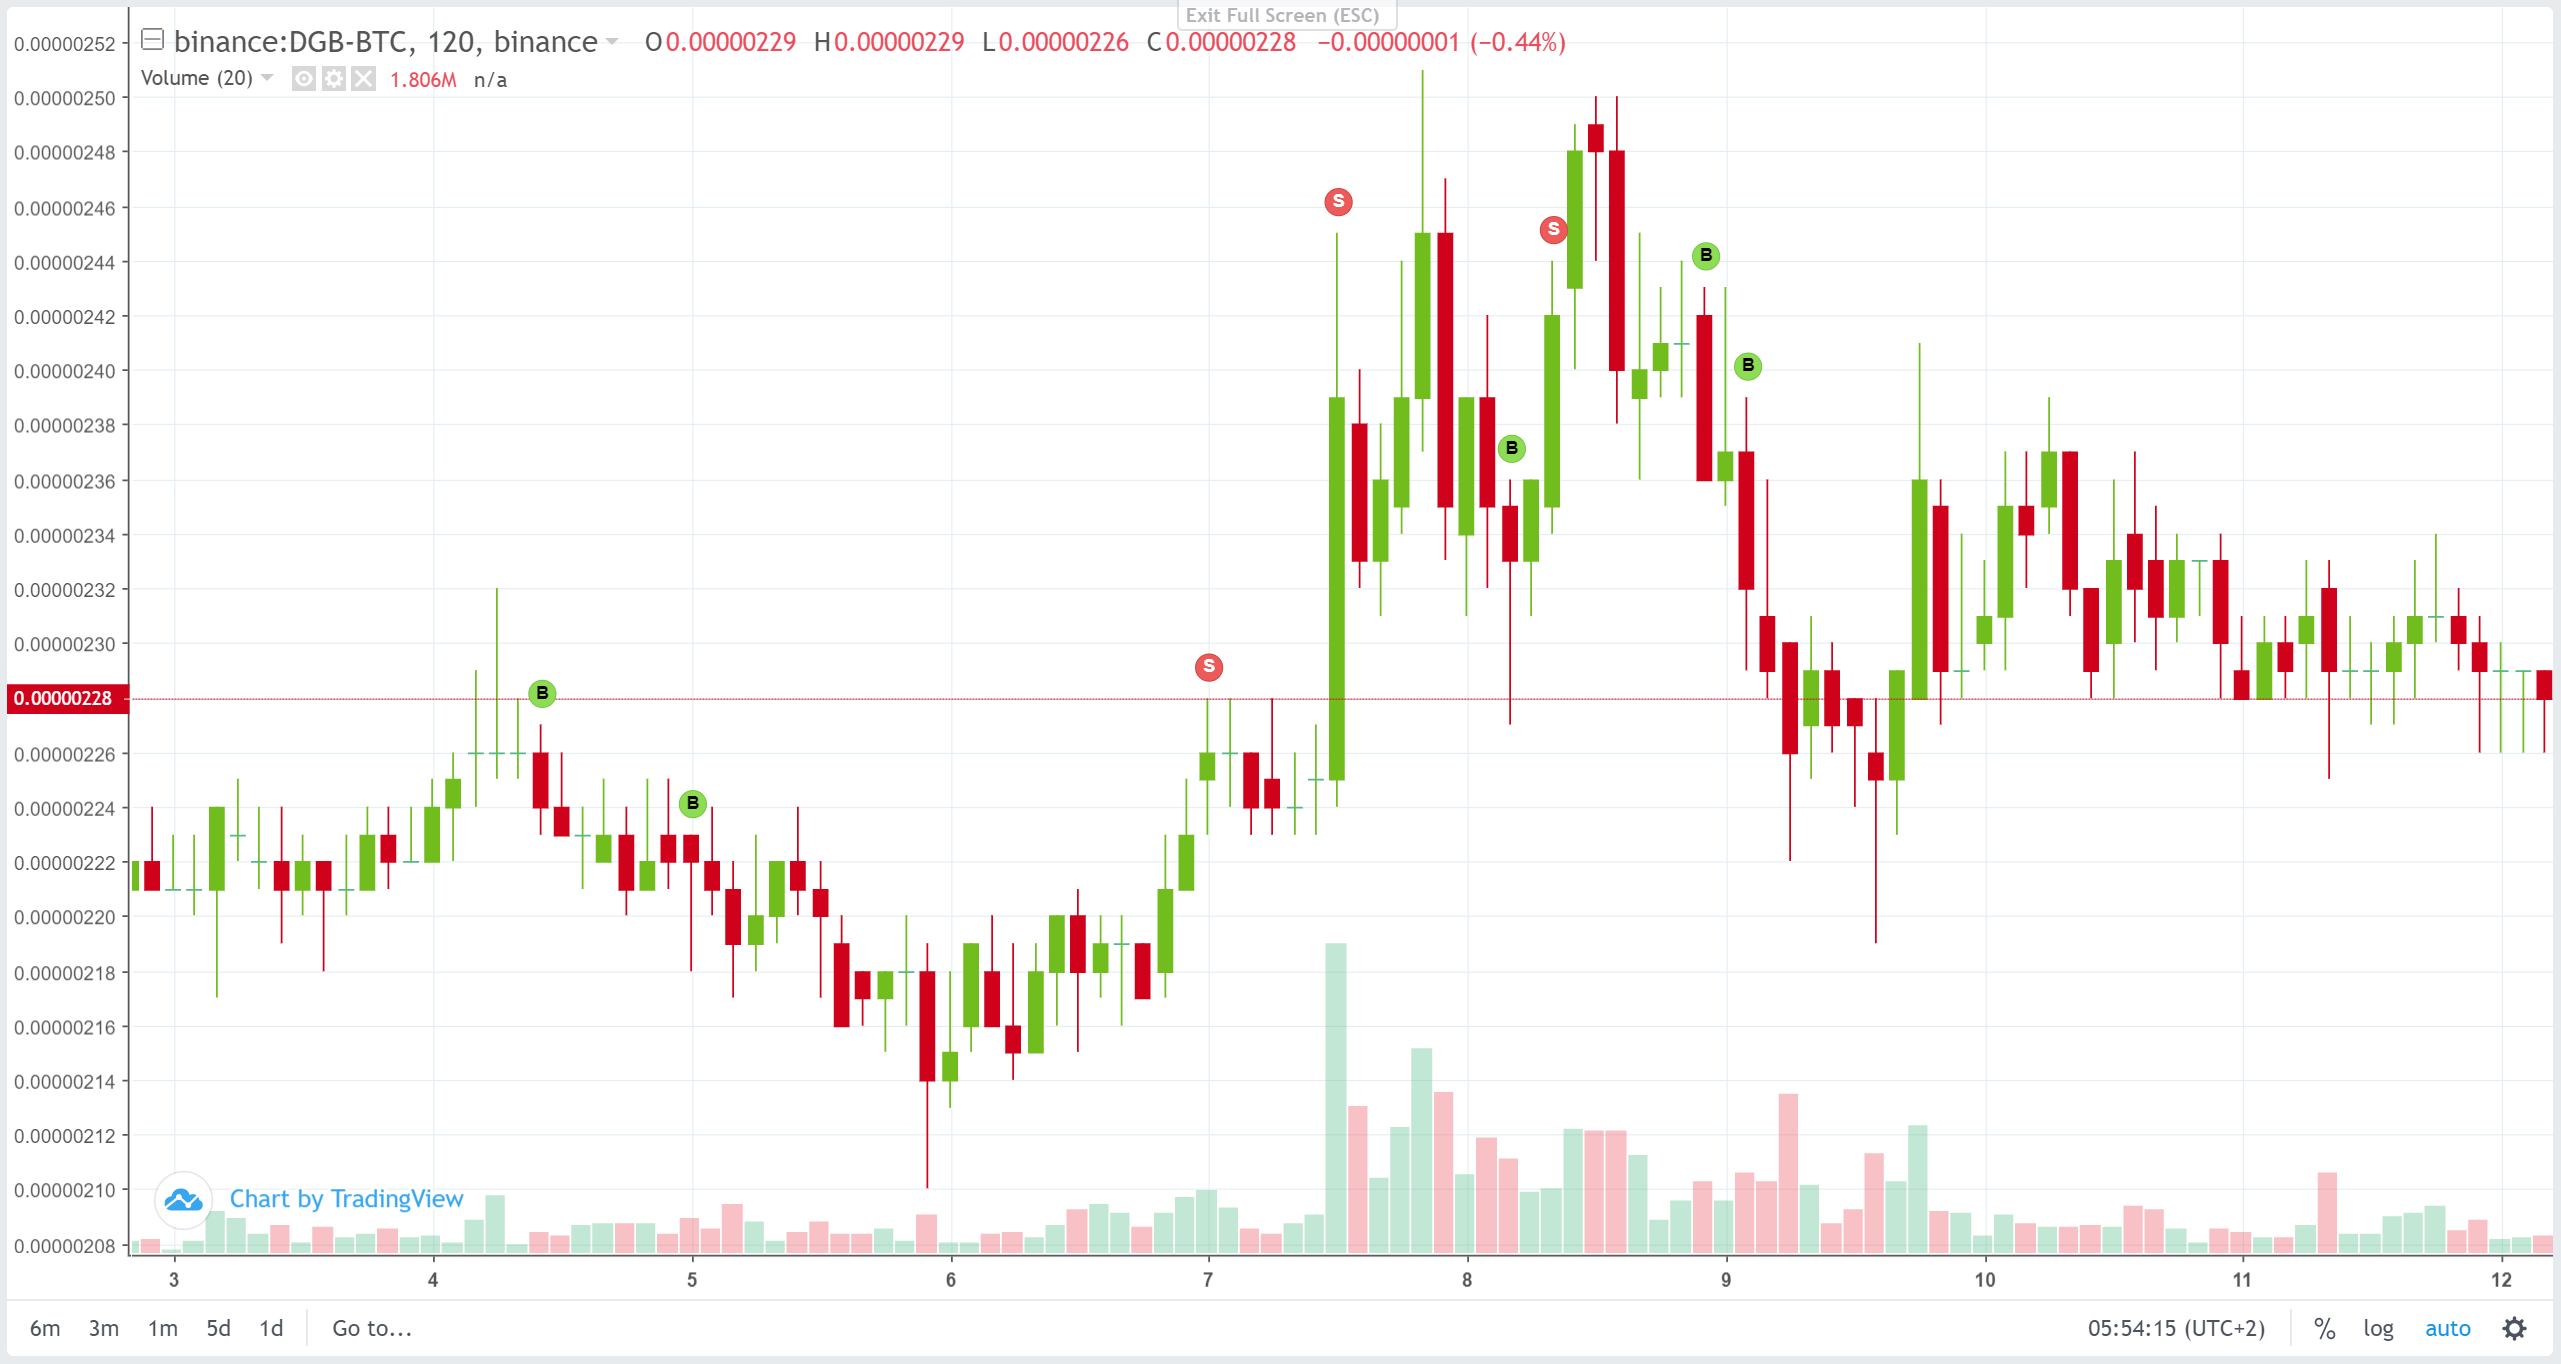 Exit Full Screen (ESC)
binance:DGB-BTC, 120, binance O0.00000229 H0.00000229 L0.00000226 C0.00000228 −0.00000001 (−0.44%)
Volume (20) 1.806M n/a
0.00000252
0.00000250
0.00000248
0.00000246
0.00000244
0.00000242
0.00000240
0.00000238
0.00000236
0.00000234
0.00000232
0.00000230
0.00000228
0.00000226
0.00000224
0.00000222
0.00000220
0.00000218
0.00000216
0.00000214
0.00000212
0.00000210
0.00000208
B
B
S
S
B
S
B
B
Chart by TradingView
3 4 5 6 7 8 9 10 11 12
6m 3m 1m 5d 1d Go to... 05:54:15 (UTC+2) % log auto